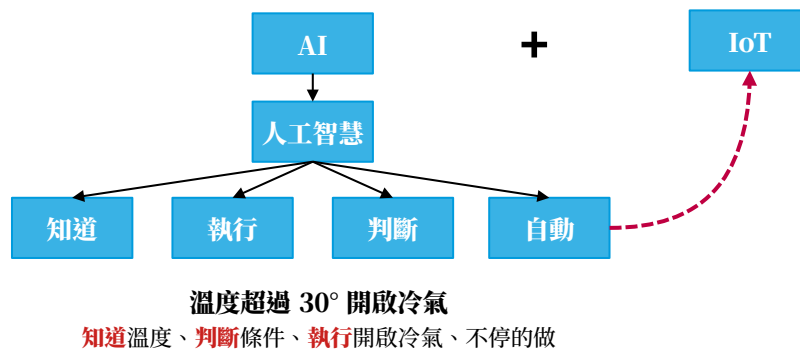 AI
+
IoT
人工智慧
知道
執行
判斷
自動
溫度超過 30° 開啟冷氣
知道溫度、判斷條件、執行開啟冷氣、不停的做